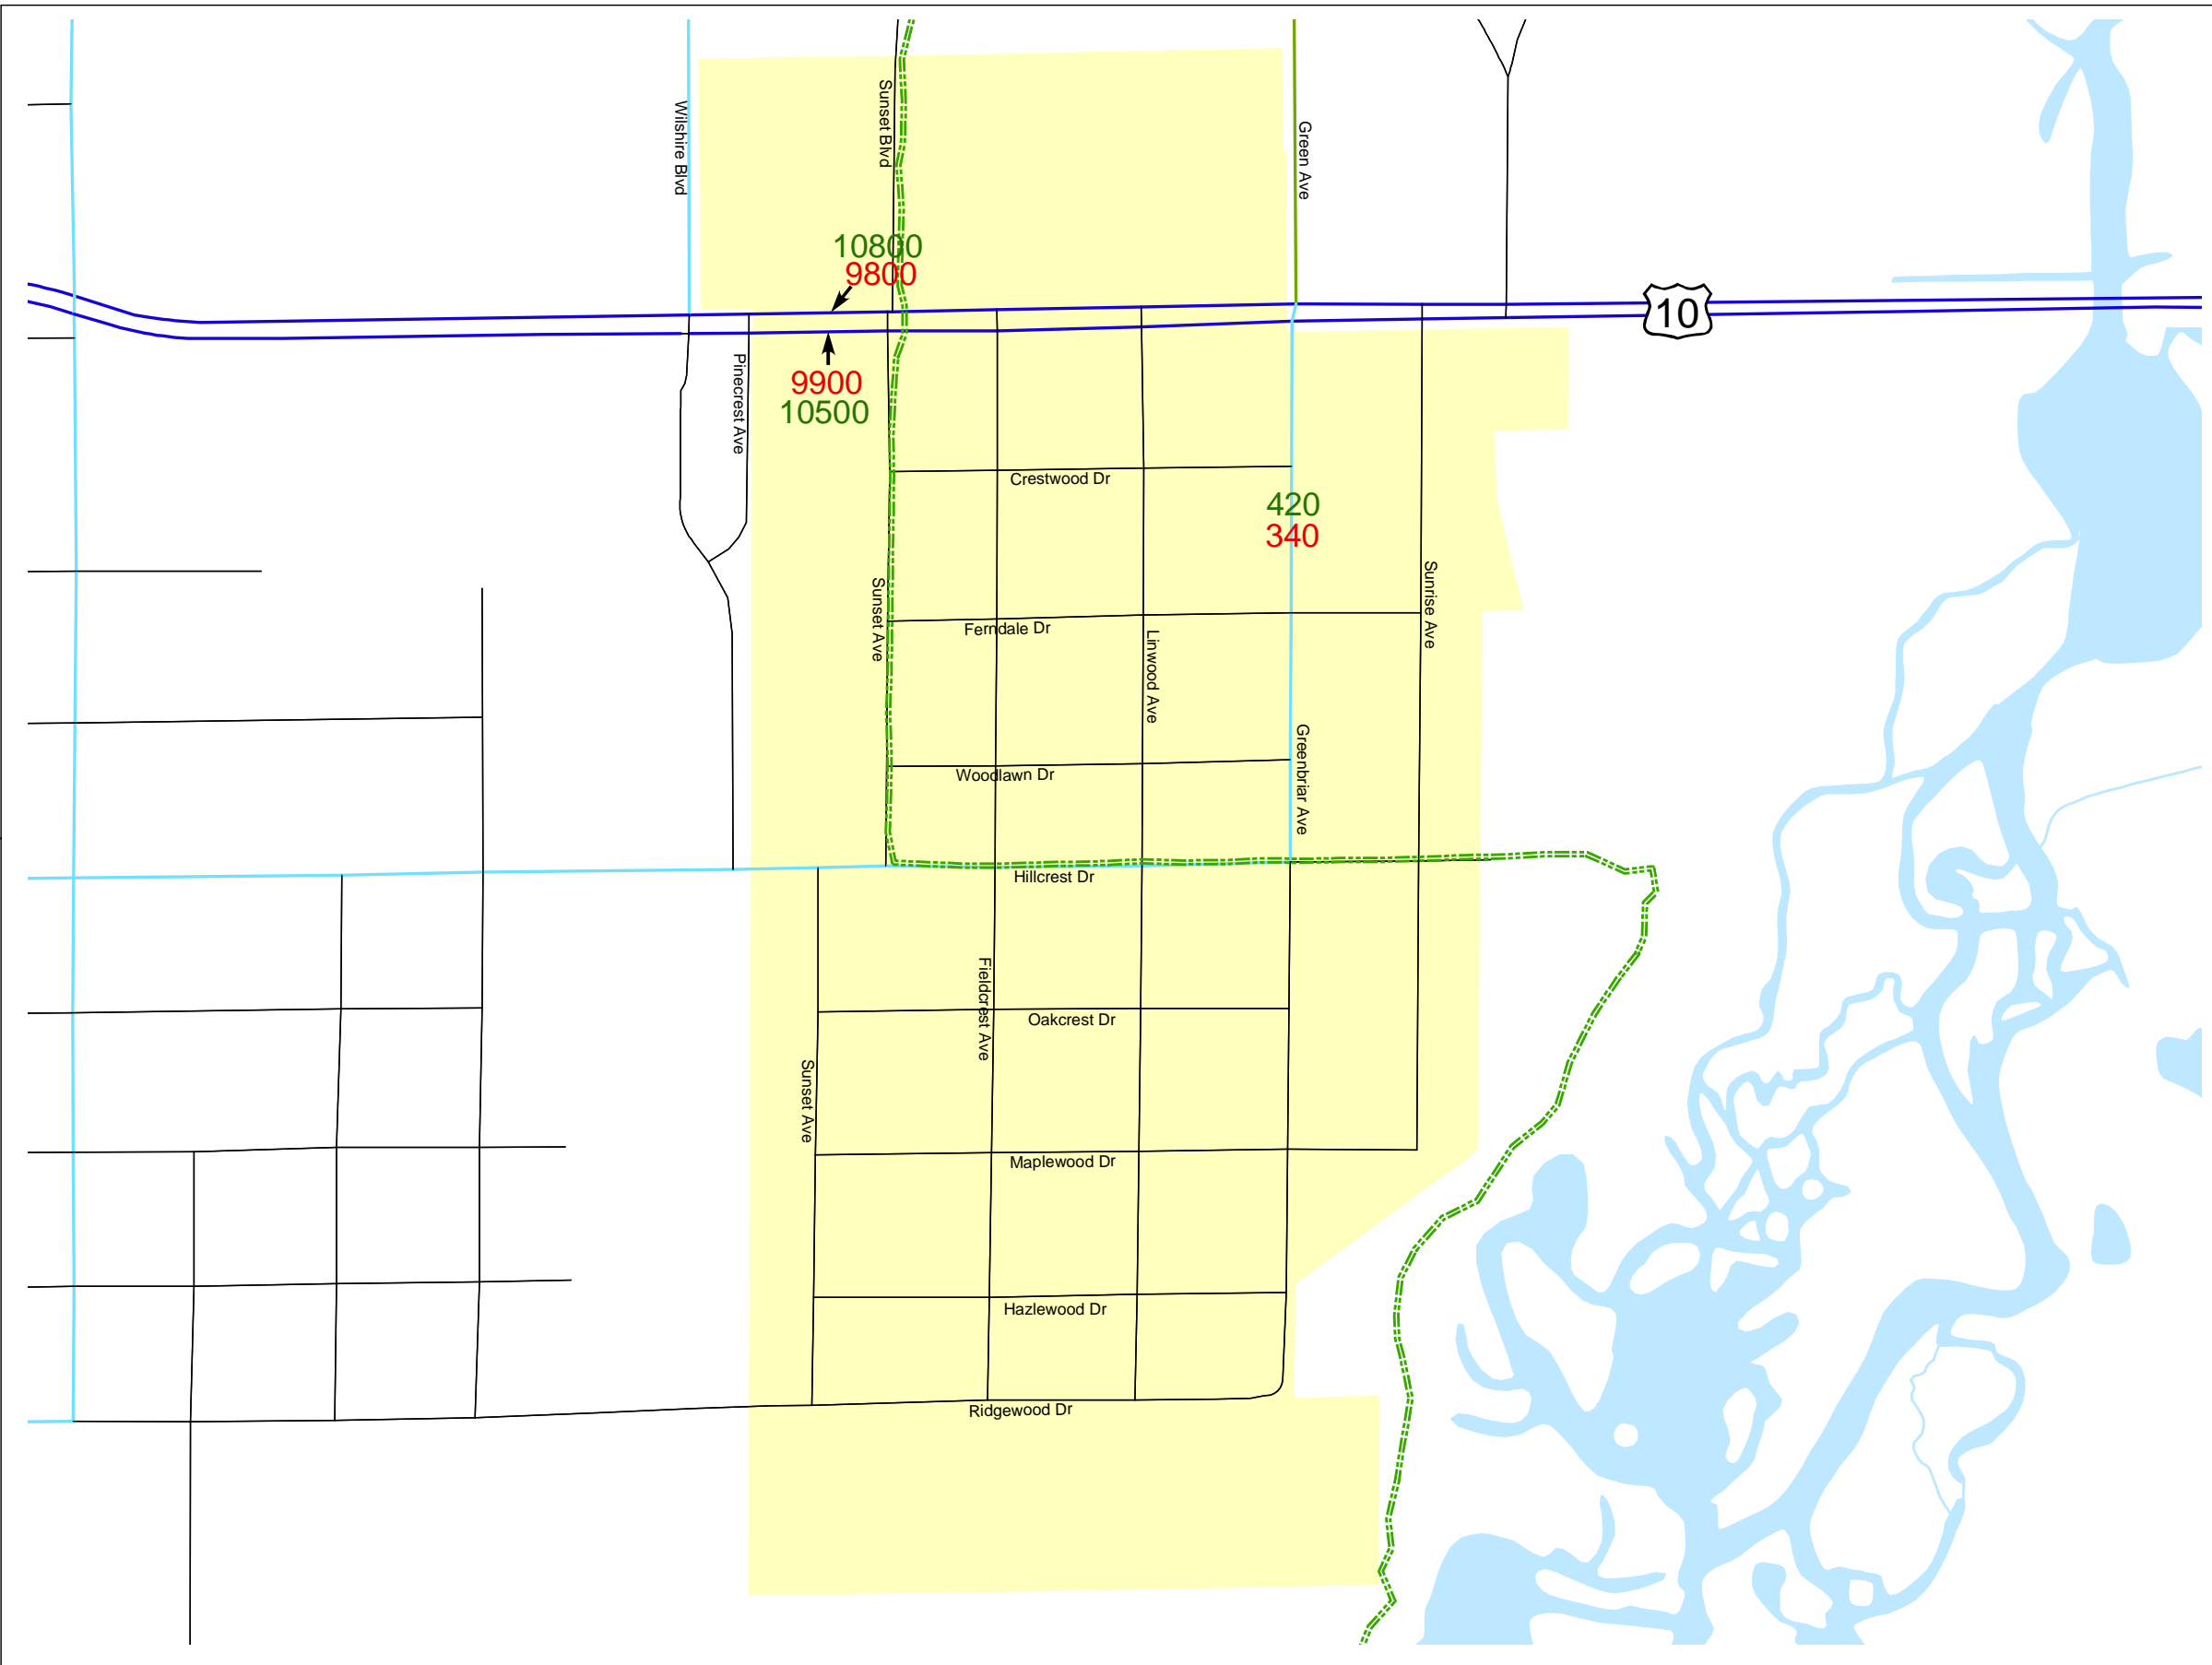 Wilshire Blvd
Sunset Blvd
Green Ave
10800
9800
10
9900
10500
Pinecrest Ave
Crestwood Dr
420
340
Sunset Ave
Sunrise Ave
Ferndale Dr
Linwood Ave
Greenbriar Ave
Woodlawn Dr
Hillcrest Dr
Fieldcrest Ave
Oakcrest Dr
Sunset Ave
Maplewood Dr
Hazlewood Dr
Ridgewood Dr